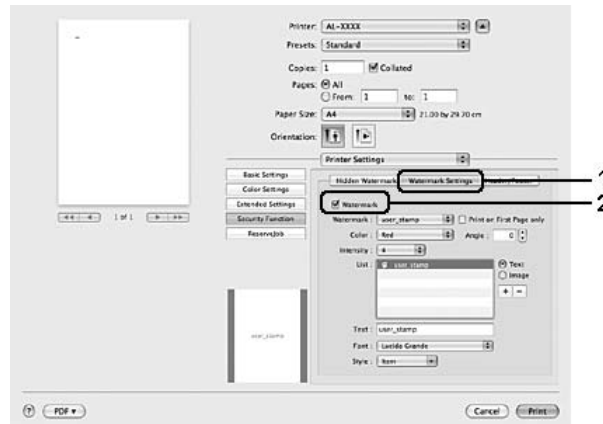 Printer: AL-XXXX
Presets: Standard
Copies: 1 Collated
Pages: All
From: 1 to: 1
Paper Size: A4 21.00 by 29.70 cm
Orientation:
Printer Settings
Basic Settings
Color Settings
Extended Settings
Security Function
ReserveJob
Hidden Watermark Watermark Settings Header/Footer
1
Watermark
2
Watermark : user_stamp Print on First Page only
Color : Red Angle : 0
Intensity : 4
List : user_stamp Text
Image
+ -
Text : user_stamp
Font : Lucida Grande
Style :
1 of 1
user_stamp
? PDF Cancel Print